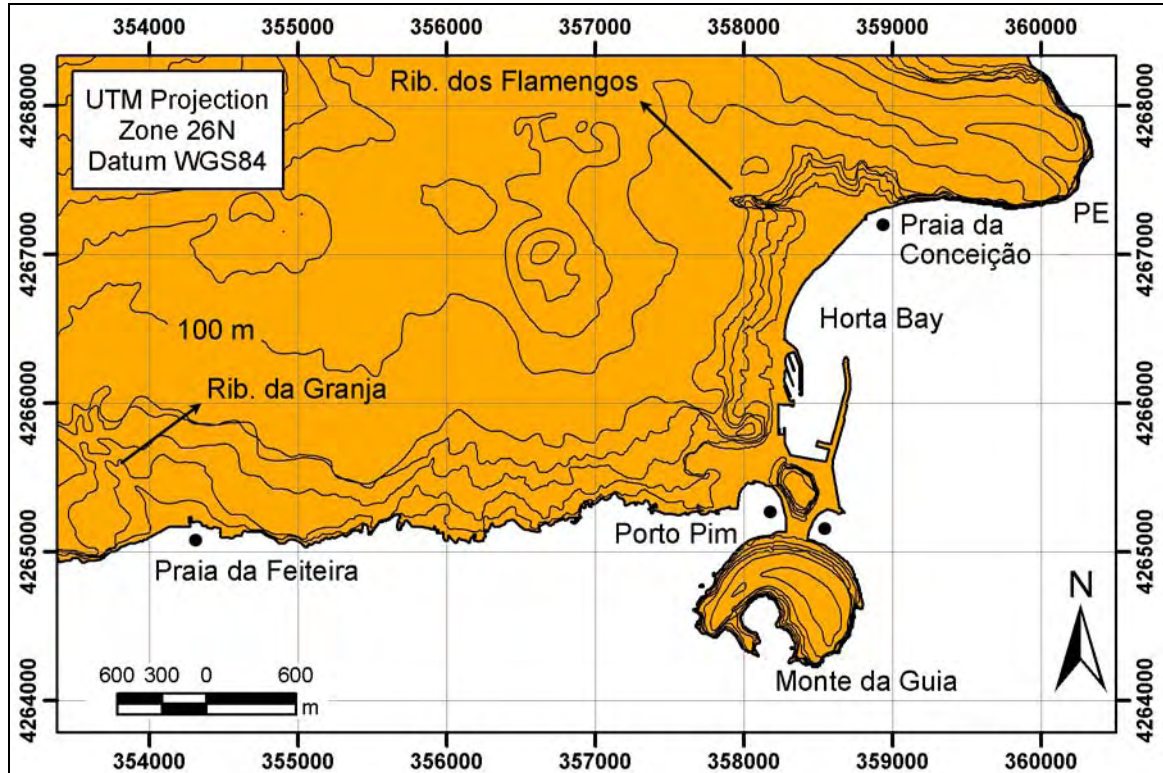 354000 355000 356000 357000 358000 359000 360000
4268000
4268000
UTM Projection
Zone 26N
Datum WGS84
Rib. dos Flamengos
PE
Praia da
Conceição
4267000
4267000
Horta Bay
100 m
Rib. da Granja
4266000
4266000
Porto Pim
Praia da Feiteira
4265000
4265000
N
Monte da Guia
600 300 0 600
m
4264000
4264000
354000 355000 356000 357000 358000 359000 360000